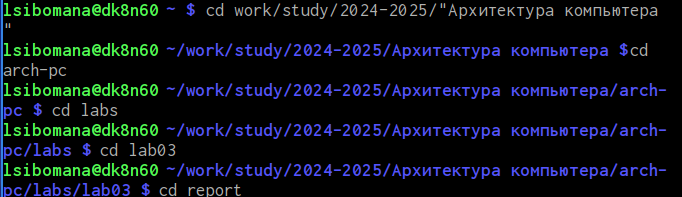 lsibomana@dk8n60 ~ $ cd work/study/2024-2025/"Архитектура компьютера
"
lsibomana@dk8n60 ~/work/study/2024-2025/Архитектура компьютера $cd
arch-pc
lsibomana@dk8n60 ~/work/study/2024-2025/Архитектура компьютера/arch-
pc $ cd labs
lsibomana@dk8n60 ~/work/study/2024-2025/Архитектура компьютера/arch-
pc/labs $ cd lab03
lsibomana@dk8n60 ~/work/study/2024-2025/Архитектура компьютера/arch-
pc/labs/lab03 $ cd report